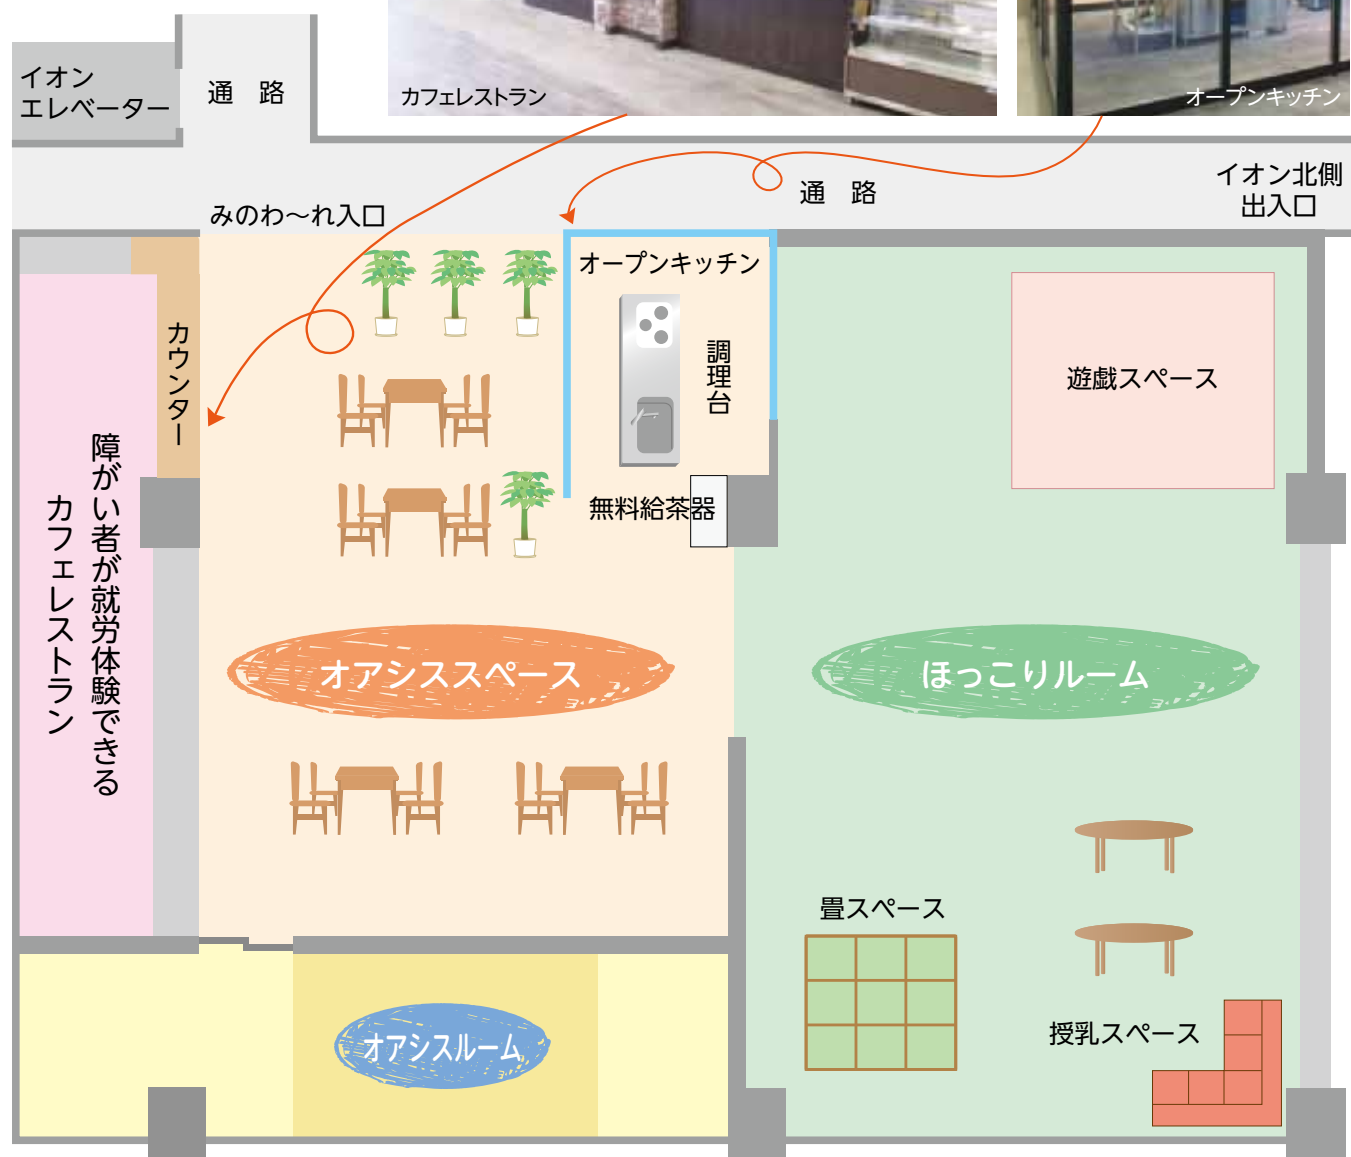 カフェレストラン
オープンキッチン
イオン
エレベーター
通　路
通　路
イオン北側
出入口
みのわ～れ入口
オープンキッチン
調理台
カウンター
遊戯スペース
障がい者が就労体験できる
カフェレストラン
無料給茶器
オアシススペース
ほっこりルーム
畳スペース
授乳スペース
オアシスルーム